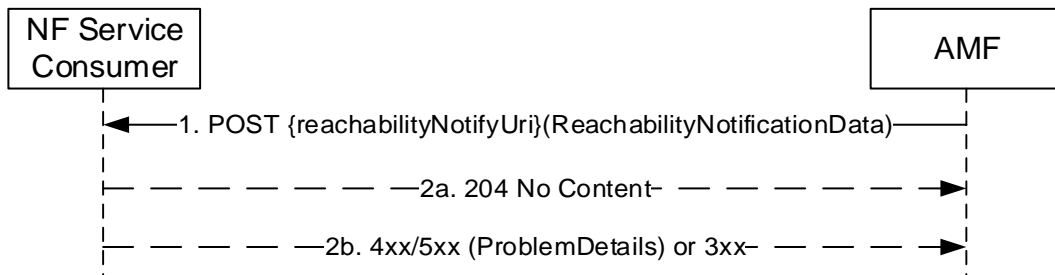 NF Service
Consumer
AMF
1. POST {reachabilityNotifyUri}(ReachabilityNotificationData)
2a. 204 No Content
2b. 4xx/5xx (ProblemDetails) or 3xx